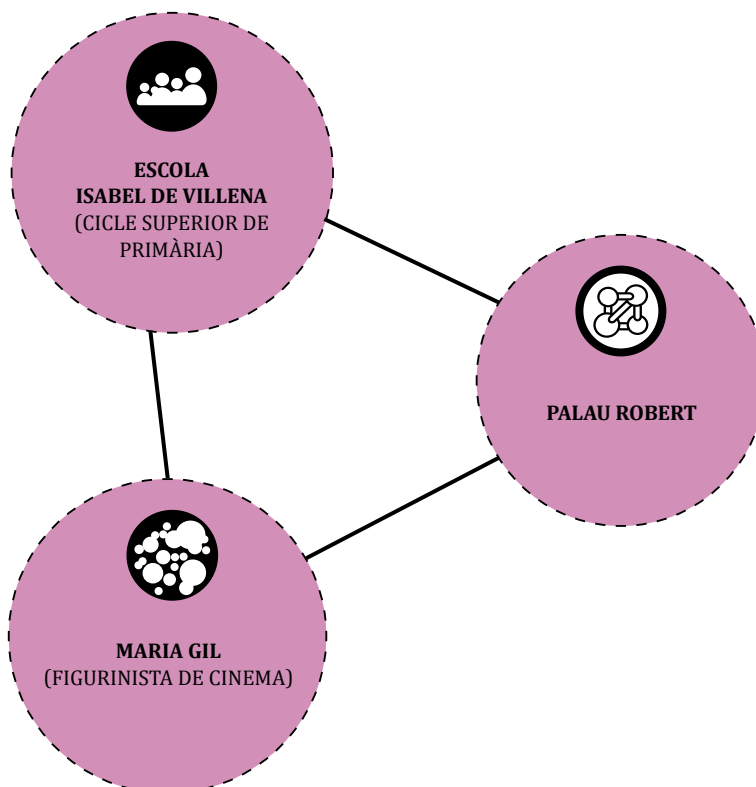 ESCOLA
ISABEL DE VILLENA
(CICLE SUPERIOR DE
PRIMÀRIA)
PALAU ROBERT
MARIA GIL
(FIGURINISTA DE CINEMA)